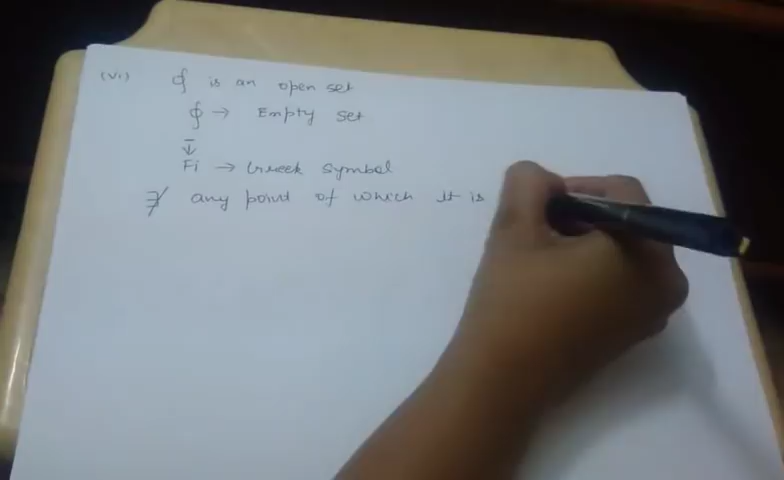 (vi) ϕ is an open set
ϕ → Empty set
↓
Fi → Greek symbol
∄ any point of which it is